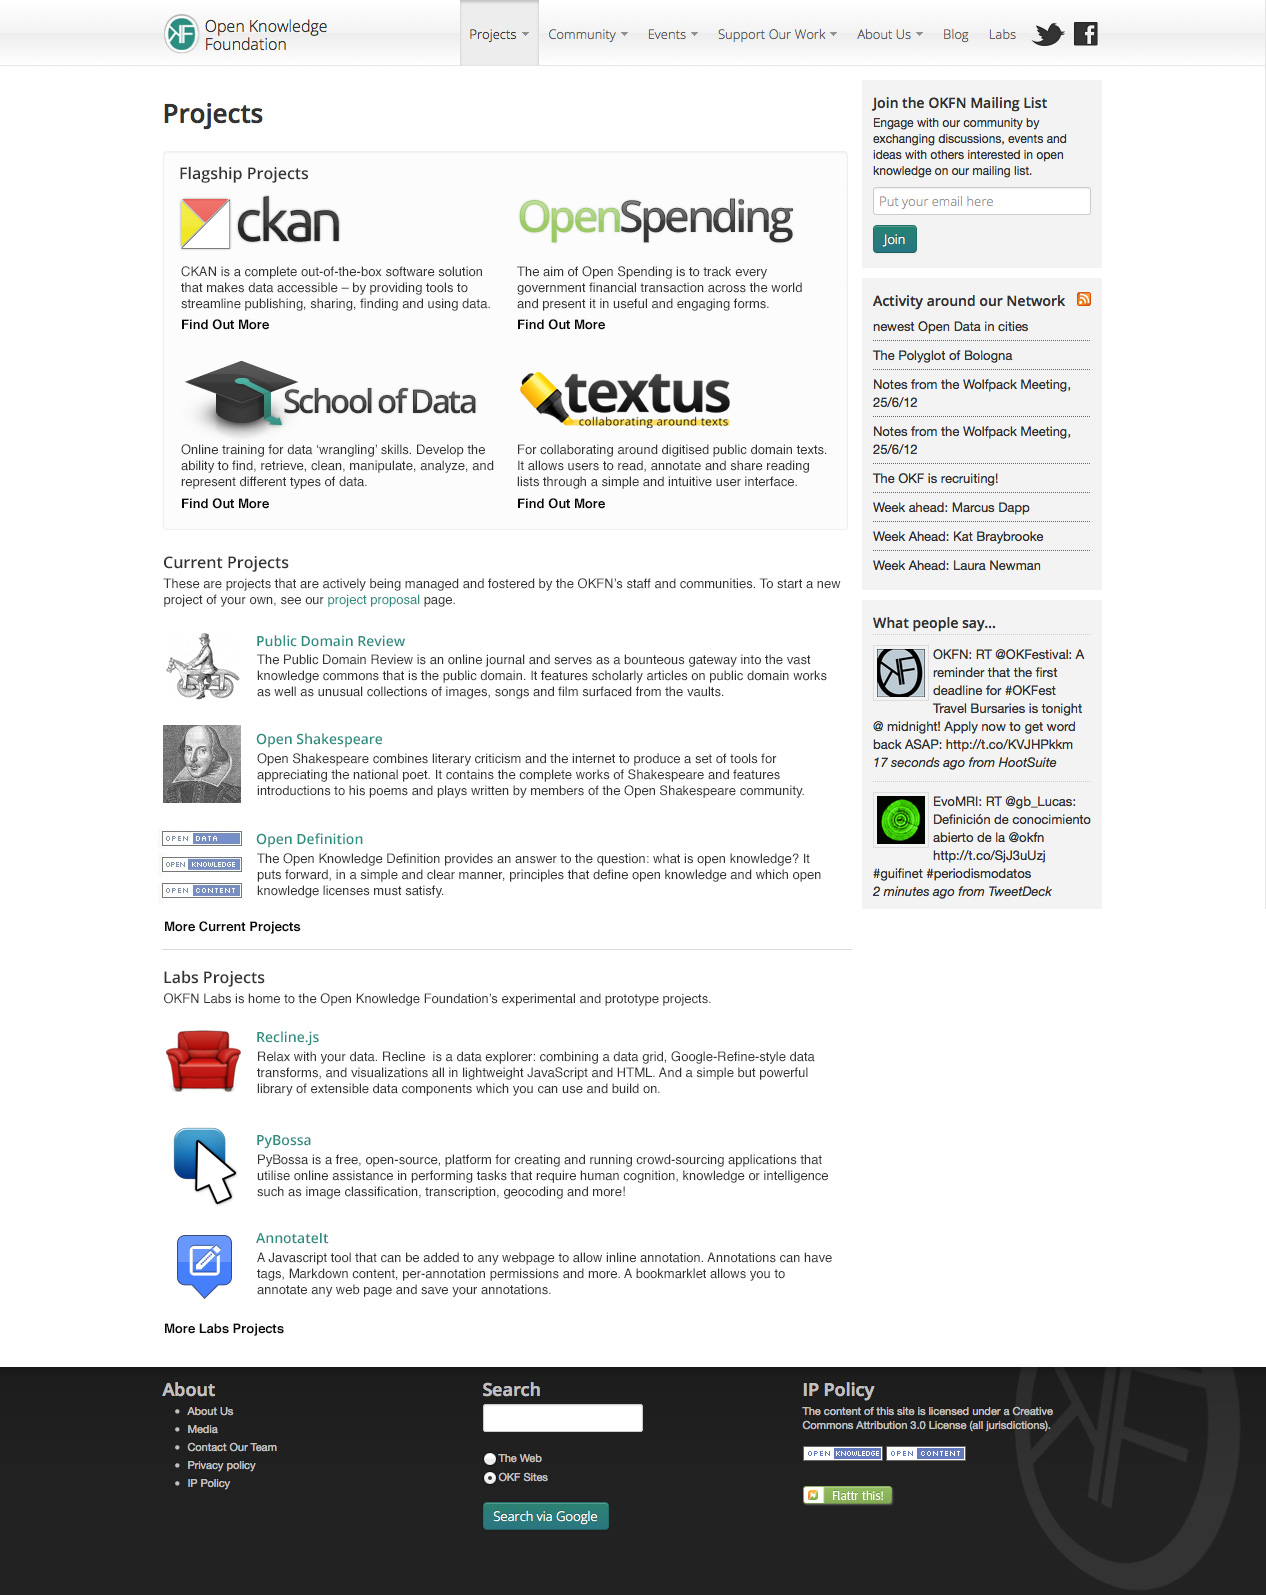 Open Knowledge
Foundation
Projects
Community
Events
Support Our Work
About Us
Blog
Labs
Projects
Flagship Projects
ckan
CKAN is a complete out-of-the-box software solution
that makes data accessible – by providing tools to
streamline publishing, sharing, finding and using data.
Find Out More
OpenSpending
The aim of Open Spending is to track every
government financial transaction across the world
and present it in useful and engaging forms.
Find Out More
School of Data
Online training for data ‘wrangling’ skills. Develop the
ability to find, retrieve, clean, manipulate, analyze, and
represent different types of data.
Find Out More
textus
collaborating around texts
For collaborating around digitised public domain texts.
It allows users to read, annotate and share reading
lists through a simple and intuitive user interface.
Find Out More
Current Projects
These are projects that are actively being managed and fostered by the OKFN’s staff and communities. To start a new
project of your own, see our project proposal page.
Public Domain Review
The Public Domain Review is an online journal and serves as a bounteous gateway into the vast
knowledge commons that is the public domain. It features scholarly articles on public domain works
as well as unusual collections of images, songs and film surfaced from the vaults.
Open Shakespeare
Open Shakespeare combines literary criticism and the internet to produce a set of tools for
appreciating the national poet. It contains the complete works of Shakespeare and features
introductions to his poems and plays written by members of the Open Shakespeare community.
OPEN DATA
OPEN KNOWLEDGE
OPEN CONTENT
Open Definition
The Open Knowledge Definition provides an answer to the question: what is open knowledge? It
puts forward, in a simple and clear manner, principles that define open knowledge and which open
knowledge licenses must satisfy.
More Current Projects
Labs Projects
OKFN Labs is home to the Open Knowledge Foundation’s experimental and prototype projects.
Recline.js
Relax with your data. Recline is a data explorer: combining a data grid, Google-Refine-style data
transforms, and visualizations all in lightweight JavaScript and HTML. And a simple but powerful
library of extensible data components which you can use and build on.
PyBossa
PyBossa is a free, open-source, platform for creating and running crowd-sourcing applications that
utilise online assistance in performing tasks that require human cognition, knowledge or intelligence
such as image classification, transcription, geocoding and more!
AnnotateIt
A Javascript tool that can be added to any webpage to allow inline annotation. Annotations can have
tags, Markdown content, per-annotation permissions and more. A bookmarklet allows you to
annotate any web page and save your annotations.
More Labs Projects
Join the OKFN Mailing List
Engage with our community by
exchanging discussions, events and
ideas with others interested in open
knowledge on our mailing list.
Put your email here
Join
Activity around our Network
newest Open Data in cities
The Polyglot of Bologna
Notes from the Wolfpack Meeting,
25/6/12
Notes from the Wolfpack Meeting,
25/6/12
The OKF is recruiting!
Week ahead: Marcus Dapp
Week Ahead: Kat Braybrooke
Week Ahead: Laura Newman
What people say...
OKFN: RT @OKFestival: A
reminder that the first
deadline for #OKFest
Travel Bursaries is tonight
@ midnight! Apply now to get word
back ASAP: http://t.co/KVJHPkkm
17 seconds ago from HootSuite
EvoMRI: RT @gb_Lucas:
Definición de conocimiento
abierto de la @okfn
http://t.co/SjJ3uUzj
#guifinet #periodismodatos
2 minutes ago from TweetDeck
About
About Us
Media
Contact Our Team
Privacy policy
IP Policy
Search
The Web
OKF Sites
Search via Google
IP Policy
The content of this site is licensed under a Creative
Commons Attribution 3.0 License (all jurisdictions).
OPEN KNOWLEDGE OPEN CONTENT
Flattr this!